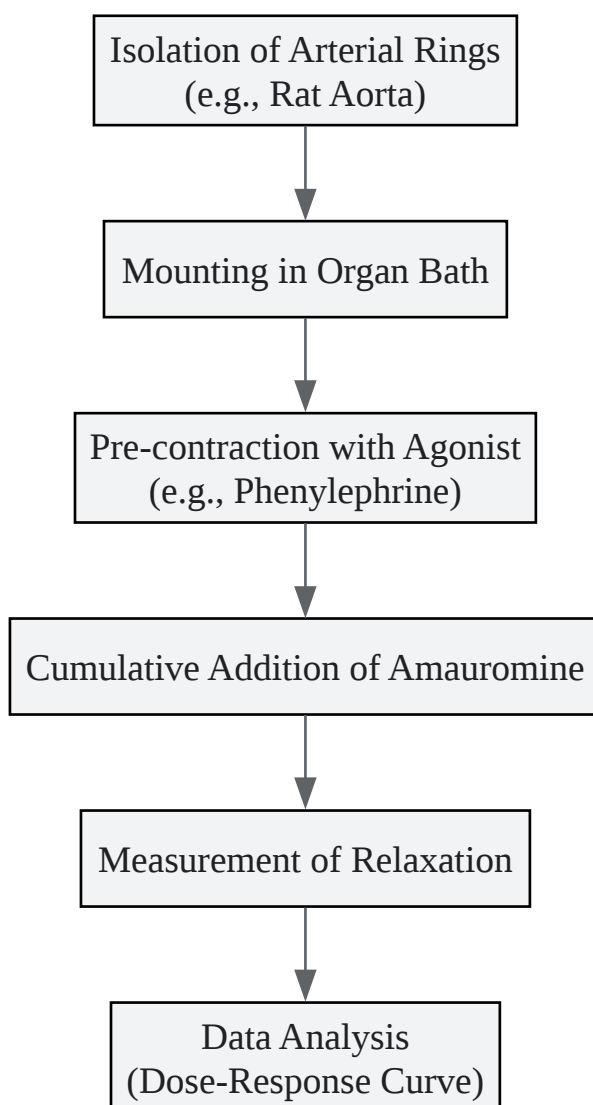 Isolation of Arterial Rings
(e.g., Rat Aorta)
Mounting in Organ Bath
Pre-contraction with Agonist
(e.g., Phenylephrine)
Cumulative Addition of Amauromine
Measurement of Relaxation
Data Analysis
(Dose-Response Curve)